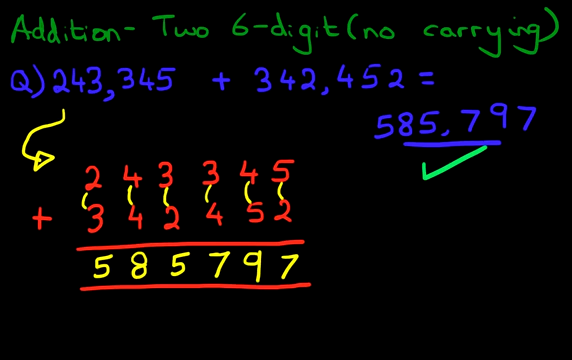 Addition- Two 6-digit (no carrying)
Q) 243,345 + 342,452 =
585,797
2 4 3 3 4 5
+ 3 4 2 4 5 2
5 8 5 7 9 7